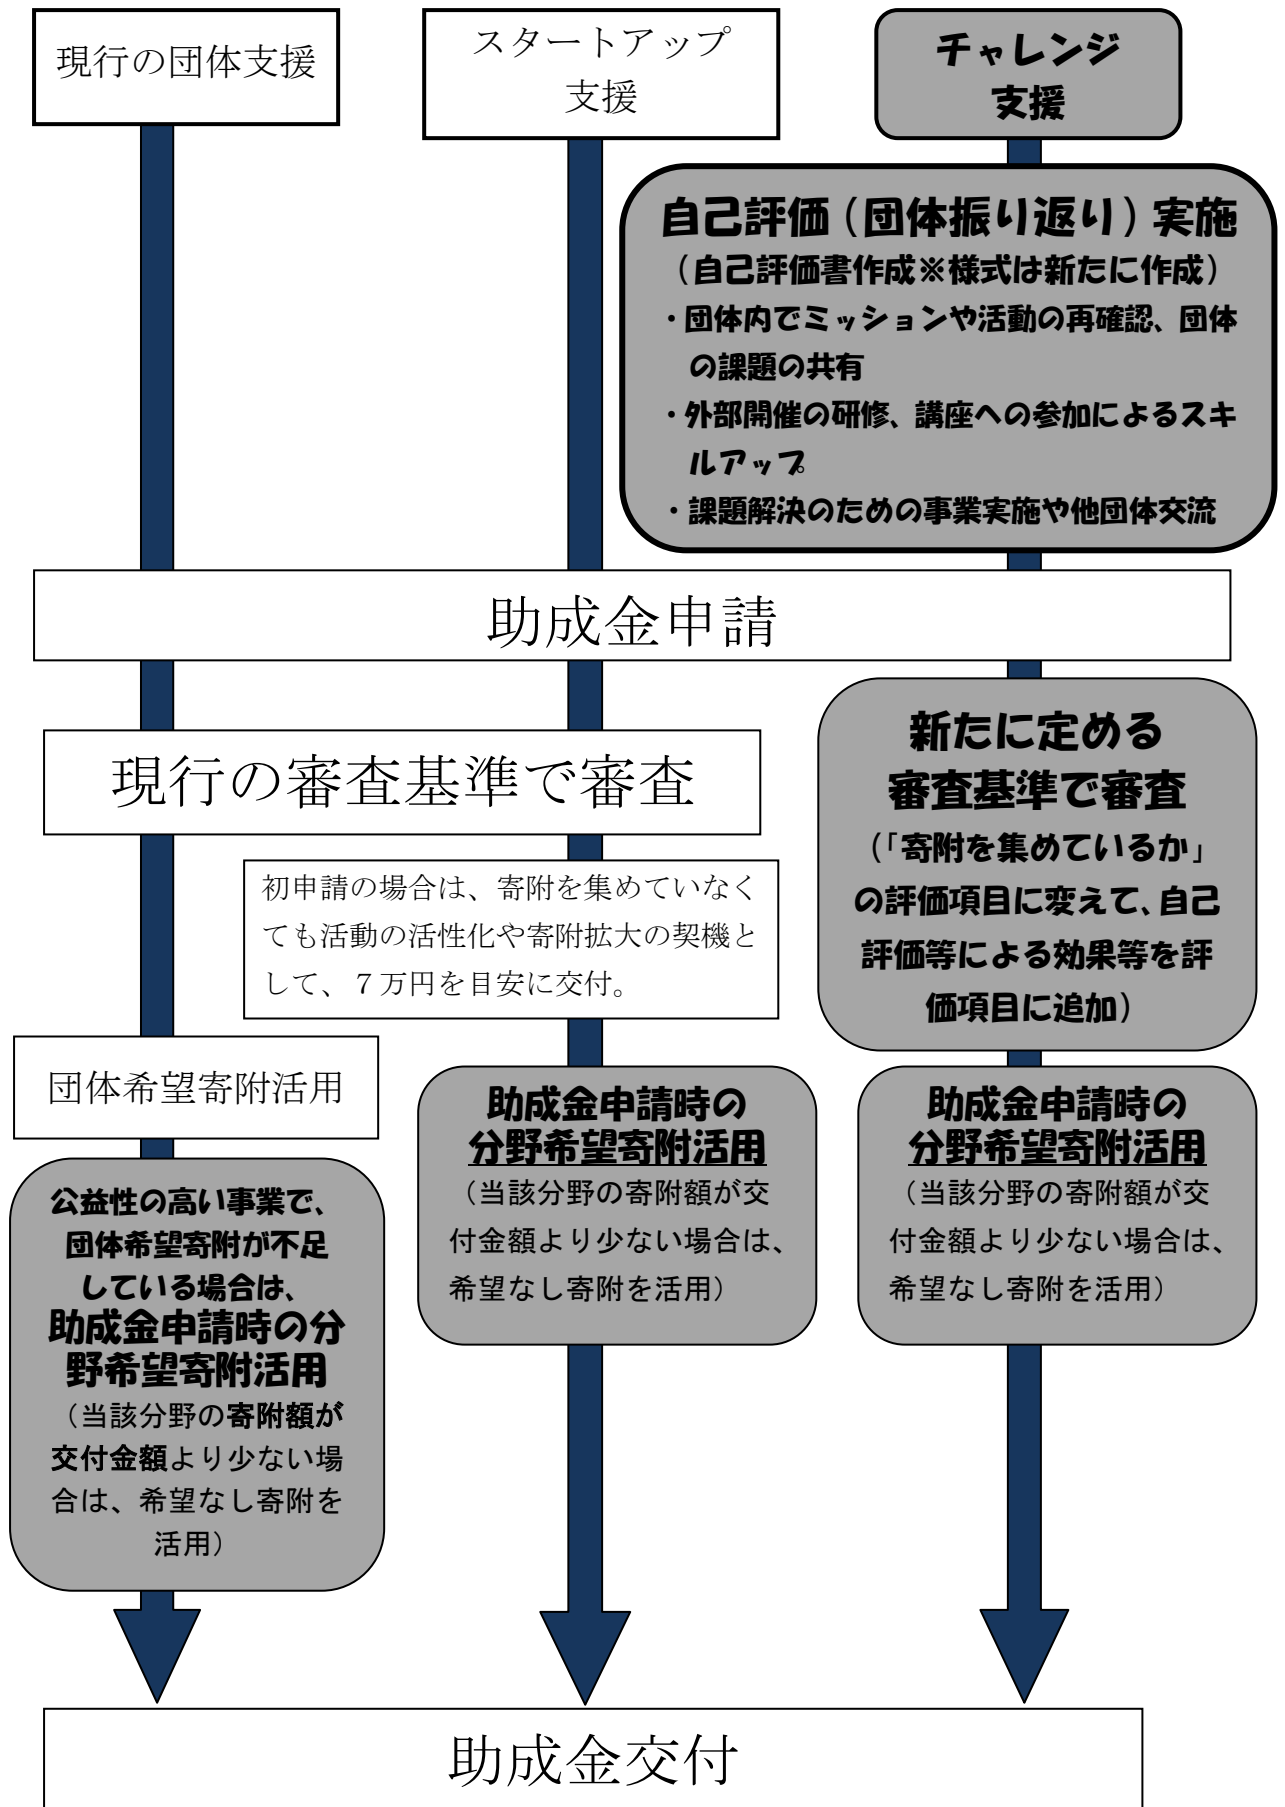 現行の団体支援
スタートアップ
支援
チャレンジ
支援
自己評価（団体振り返り）実施
（自己評価書作成※様式は新たに作成）
・団体内でミッションや活動の再確認、団体
の課題の共有
・外部開催の研修、講座への参加によるスキ
ルアップ
・課題解決のための事業実施や他団体交流
助成金申請
現行の審査基準で審査
新たに定める
審査基準で審査
（「寄附を集めているか」
の評価項目に変えて、自己
評価等による効果等を評
価項目に追加）
初申請の場合は、寄附を集めていなく
ても活動の活性化や寄附拡大の契機と
して、７万円を目安に交付。
団体希望寄附活用
公益性の高い事業で、
団体希望寄附が不足
している場合は、
助成金申請時の分
野希望寄附活用
（当該分野の寄附額が
交付金額より少ない場
合は、希望なし寄附を
活用）
助成金申請時の
分野希望寄附活用
（当該分野の寄附額が交
付金額より少ない場合は、
希望なし寄附を活用）
助成金申請時の
分野希望寄附活用
（当該分野の寄附額が交
付金額より少ない場合は、
希望なし寄附を活用）
助成金交付